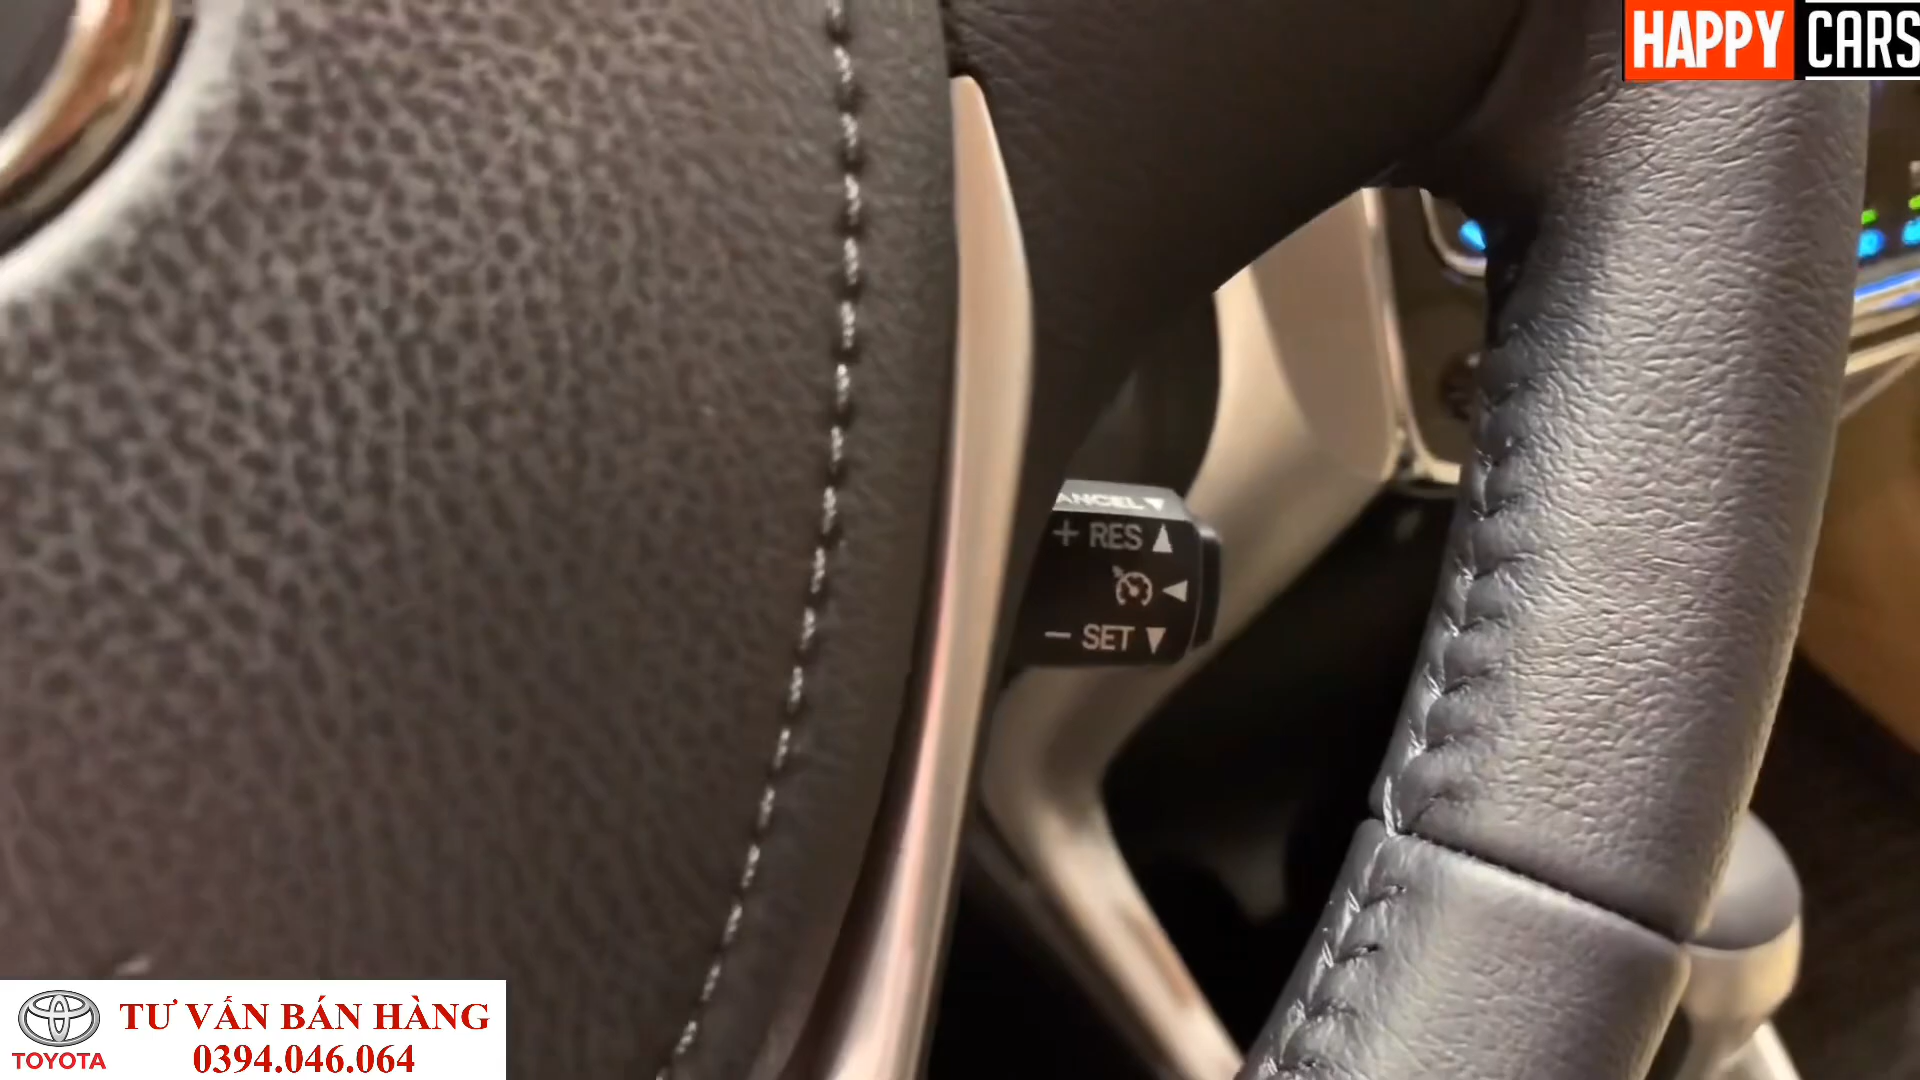 HAPPY CARS
ANCEL ▼
+ RES ▲
◄
− SET ▼
TƯ VẤN BÁN HÀNG
TOYOTA
0394.046.064